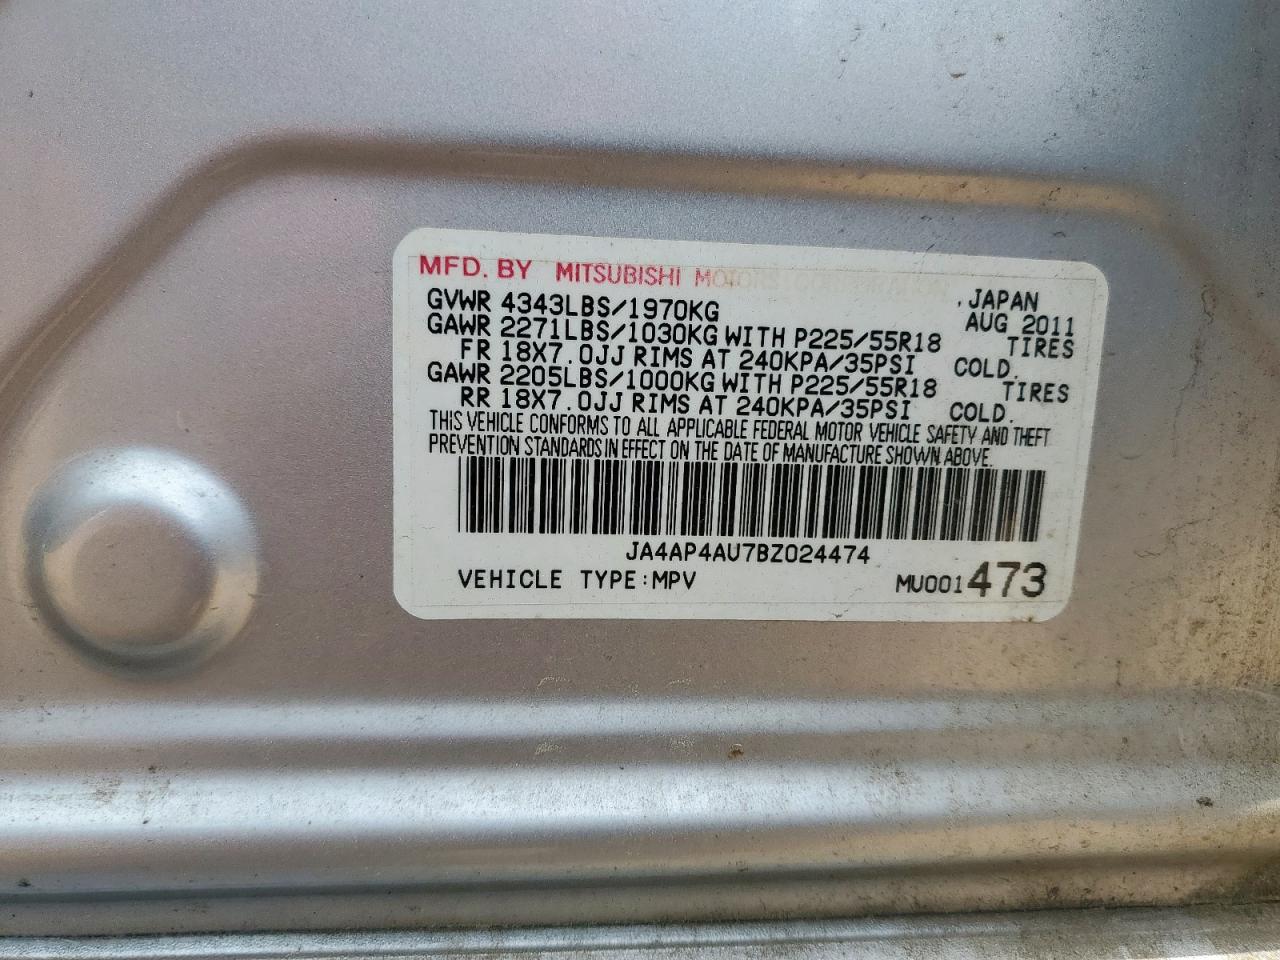 MFD. BY MITSUBISHI MOTORS CORPORATION
GVWR 4343LBS/1970KG .JAPAN
AUG 2011
GAWR 2271LBS/1030KG WITH P225/55R18 TIRES
FR 18X7.0JJ RIMS AT 240KPA/35PSI COLD.
GAWR 2205LBS/1000KG WITH P225/55R18 TIRES
RR 18X7.0JJ RIMS AT 240KPA/35PSI COLD.
THIS VEHICLE CONFORMS TO ALL APPLICABLE FEDERAL MOTOR VEHICLE SAFETY AND THEFT
PREVENTION STANDARDS IN EFFECT ON THE DATE OF MANUFACTURE SHOWN ABOVE.
JA4AP4AU7BZ024474
VEHICLE TYPE:MPV MU001473